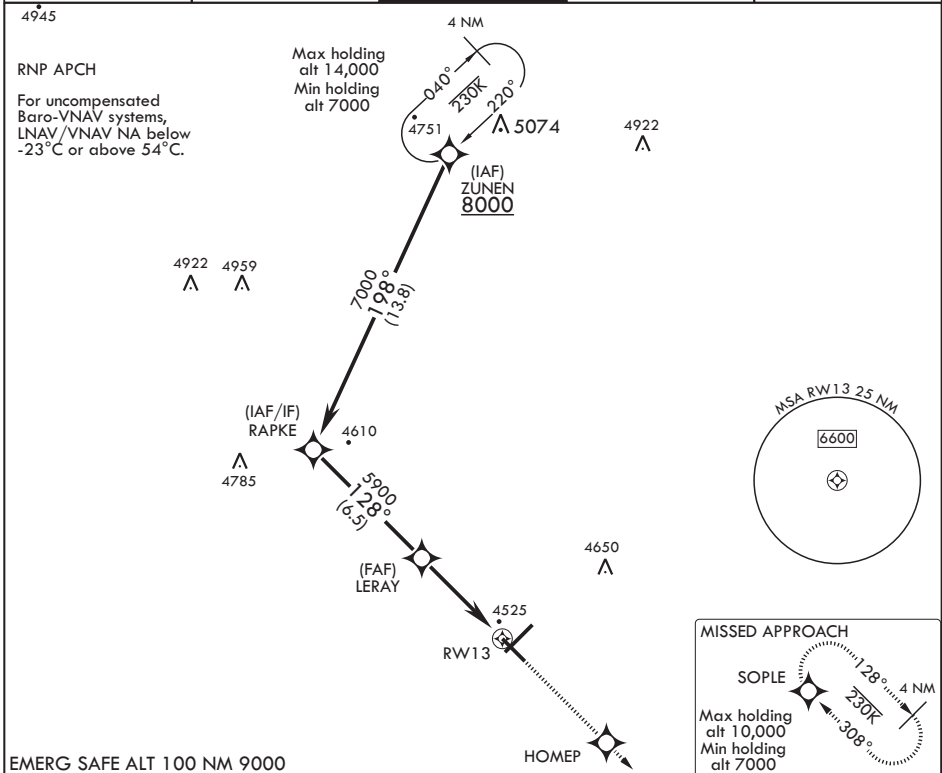 4945
4 NM
RNP APCH
Max holding
alt 14,000
Min holding
alt 7000
For uncompensated
Baro-VNAV systems,
LNAV/VNAV NA below
-23°C or above 54°C.
040°
230K
220°
4751
5074
4922
(IAF)
ZUNEN
8000
4922
4959
7000
198°
(13.8)
MSA RW13 25 NM
6600
(IAF/IF)
RAPKE
4610
4785
5900
128°
(6.5)
4650
(FAF)
LERAY
4525
RW13
HOMEP
MISSED APPROACH
SOPLE
128°
4 NM
230K
308°
Max holding
alt 10,000
Min holding
alt 7000
EMERG SAFE ALT 100 NM 9000